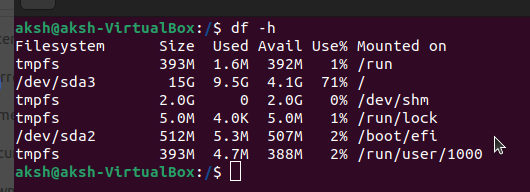 aksh@aksh-VirtualBox:/$ df -h
Filesystem      Size  Used Avail Use% Mounted on
tmpfs           393M  1.6M  392M   1% /run
/dev/sda3        15G  9.5G  4.1G  71% /
tmpfs           2.0G     0  2.0G   0% /dev/shm
tmpfs           5.0M  4.0K  5.0M   1% /run/lock
/dev/sda2       512M  5.3M  507M   2% /boot/efi
tmpfs           393M  4.7M  388M   2% /run/user/1000
aksh@aksh-VirtualBox:/$